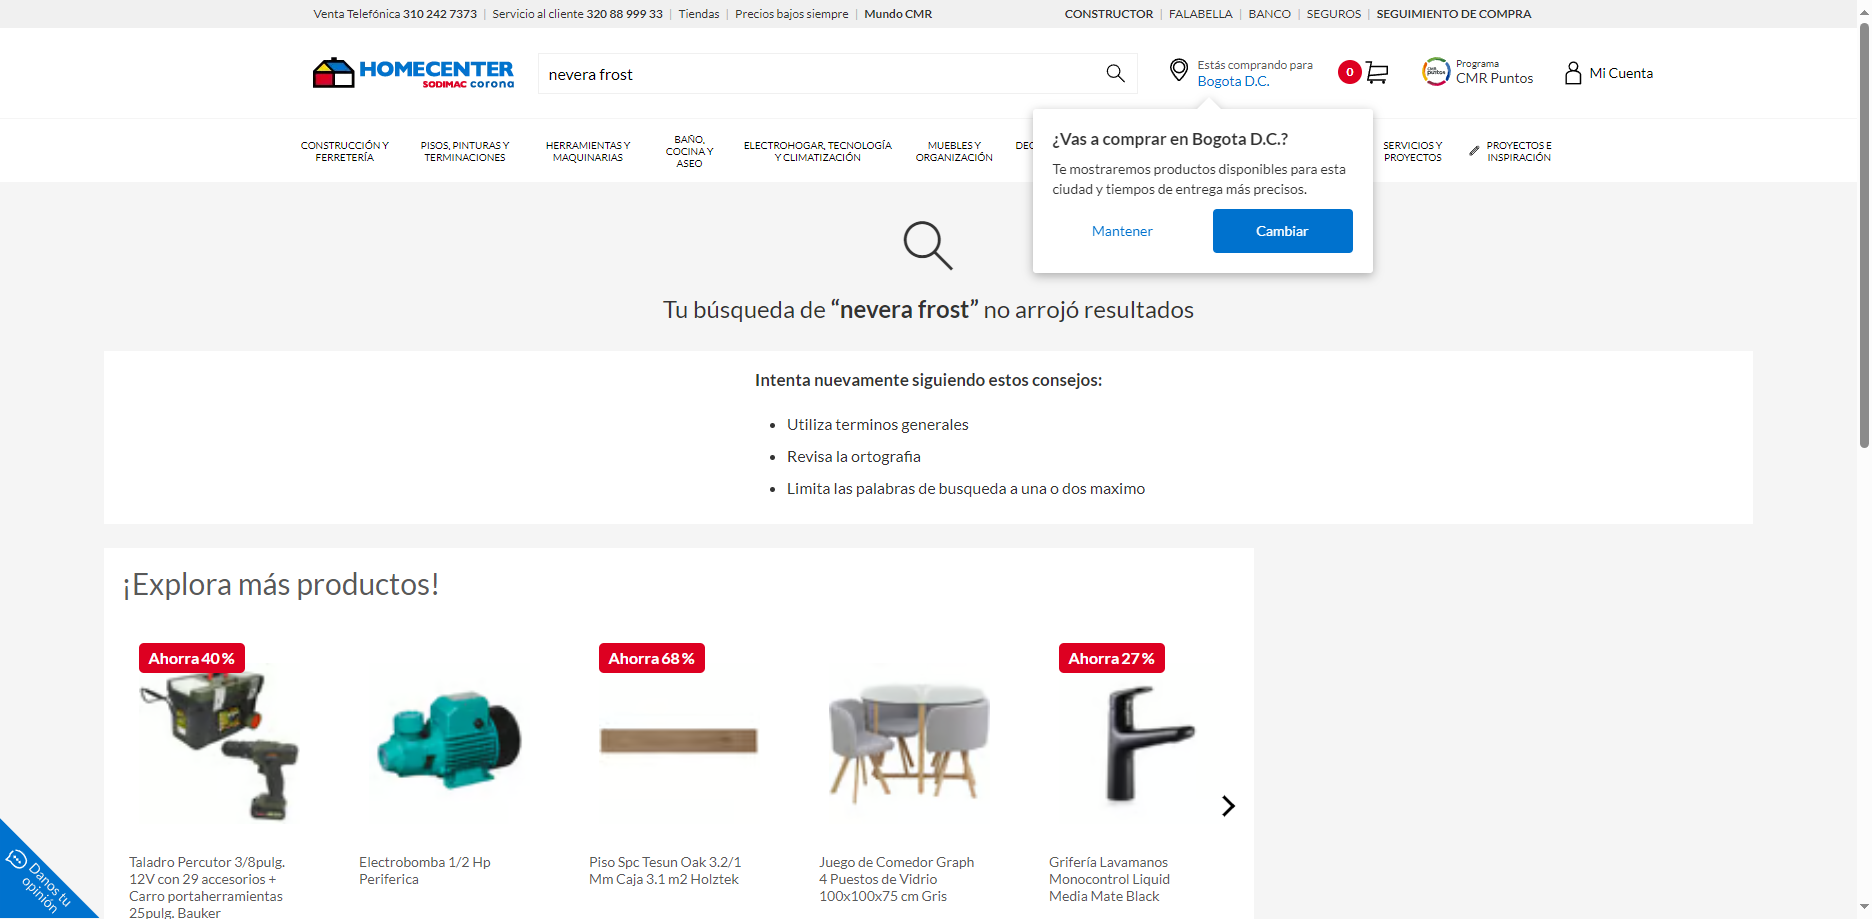 Venta Telefónica 310 242 7373 | Servicio al cliente 320 88 999 33 | Tiendas | Precios bajos siempre | Mundo CMR
CONSTRUCTOR | FALABELLA | BANCO | SEGUROS | SEGUIMIENTO DE COMPRA
HOMECENTER
SODIMAC corona
nevera frost
Estás comprando para
Bogota D.C.
0
Programa
CMR Puntos
Mi Cuenta
CONSTRUCCIÓN Y
FERRETERÍA
PISOS, PINTURAS Y
TERMINACIONES
HERRAMIENTAS Y
MAQUINARIAS
BAÑO,
COCINA Y
ASEO
ELECTROHOGAR, TECNOLOGÍA
Y CLIMATIZACIÓN
MUEBLES Y
ORGANIZACIÓN
SERVICIOS Y
PROYECTOS
PROYECTOS E
INSPIRACIÓN
¿Vas a comprar en Bogota D.C.?
Te mostraremos productos disponibles para esta
ciudad y tiempos de entrega más precisos.
Mantener
Cambiar
Tu búsqueda de “nevera frost” no arrojó resultados
Intenta nuevamente siguiendo estos consejos:
• Utiliza terminos generales
• Revisa la ortografia
• Limita las palabras de busqueda a una o dos maximo
¡Explora más productos!
Ahorra 40%
Ahorra 68%
Ahorra 27%
Taladro Percutor 3/8pulg.
12V con 29 accesorios +
Carro portaherramientas
25pulg. Bauker
Electrobomba 1/2 Hp
Periferica
Piso Spc Tesun Oak 3.2/1
Mm Caja 3.1 m2 Holztek
Juego de Comedor Graph
4 Puestos de Vidrio
100x100x75 cm Gris
Grifería Lavamanos
Monocontrol Liquid
Media Mate Black
Danos tu
opinión